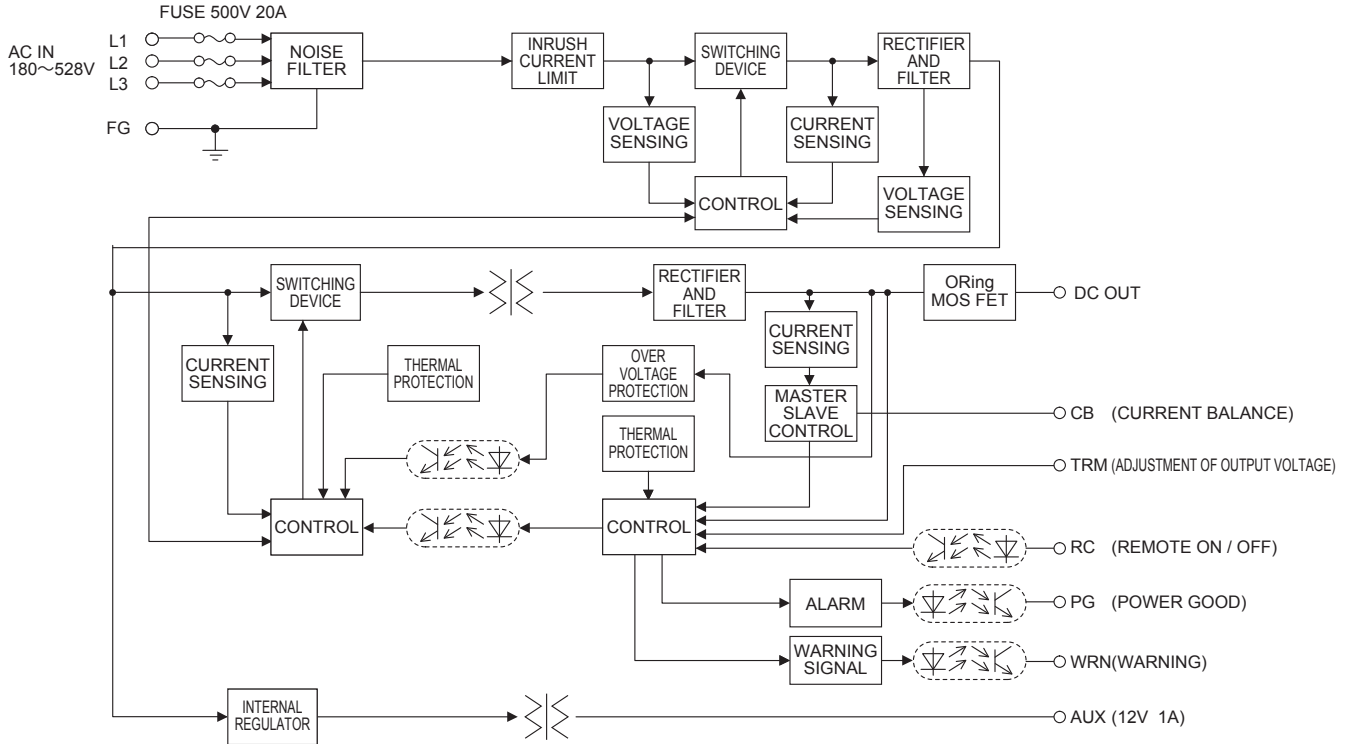 FUSE 500V 20A
AC IN
180～528V
L1
L2
L3
FG
NOISE
FILTER
INRUSH
CURRENT
LIMIT
SWITCHING
DEVICE
RECTIFIER
AND
FILTER
VOLTAGE
SENSING
CURRENT
SENSING
CONTROL
VOLTAGE
SENSING
SWITCHING
DEVICE
RECTIFIER
AND
FILTER
ORing
MOS FET
DC OUT
CURRENT
SENSING
THERMAL
PROTECTION
OVER
VOLTAGE
PROTECTION
CURRENT
SENSING
MASTER
SLAVE
CONTROL
CB (CURRENT BALANCE)
THERMAL
PROTECTION
TRM (ADJUSTMENT OF OUTPUT VOLTAGE)
CONTROL
CONTROL
RC (REMOTE ON / OFF)
ALARM
PG (POWER GOOD)
WARNING
SIGNAL
WRN(WARNING)
INTERNAL
REGULATOR
AUX (12V 1A)